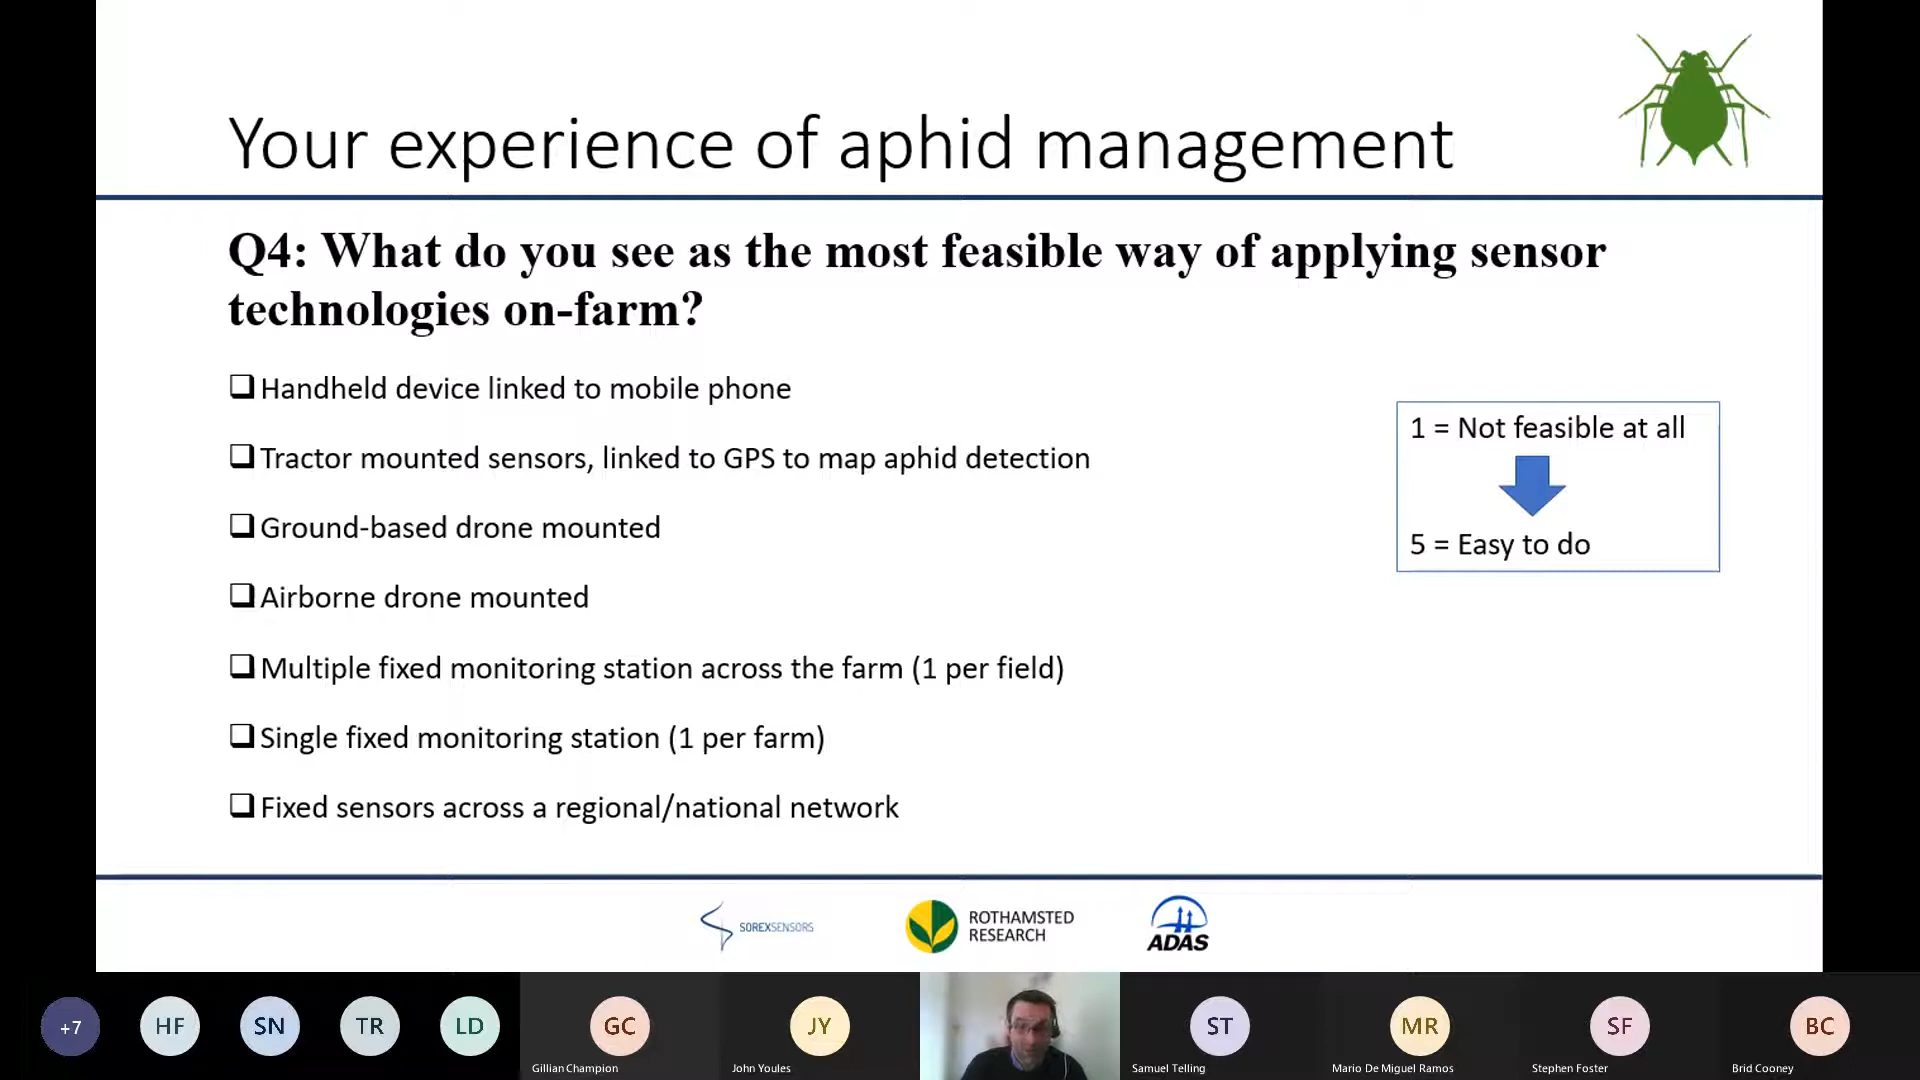 Your experience of aphid management
Q4: What do you see as the most feasible way of applying sensor
technologies on-farm?
Handheld device linked to mobile phone
Tractor mounted sensors, linked to GPS to map aphid detection
Ground-based drone mounted
Airborne drone mounted
Multiple fixed monitoring station across the farm (1 per field)
Single fixed monitoring station (1 per farm)
Fixed sensors across a regional/national network
1 = Not feasible at all
5 = Easy to do
SOREXSENSORS
ROTHAMSTED
RESEARCH
ADAS
+7
HF
SN
TR
LD
GC
Gillian Champion
JY
John Youles
ST
Samuel Telling
MR
Mario De Miguel Ramos
SF
Stephen Foster
BC
Brid Cooney